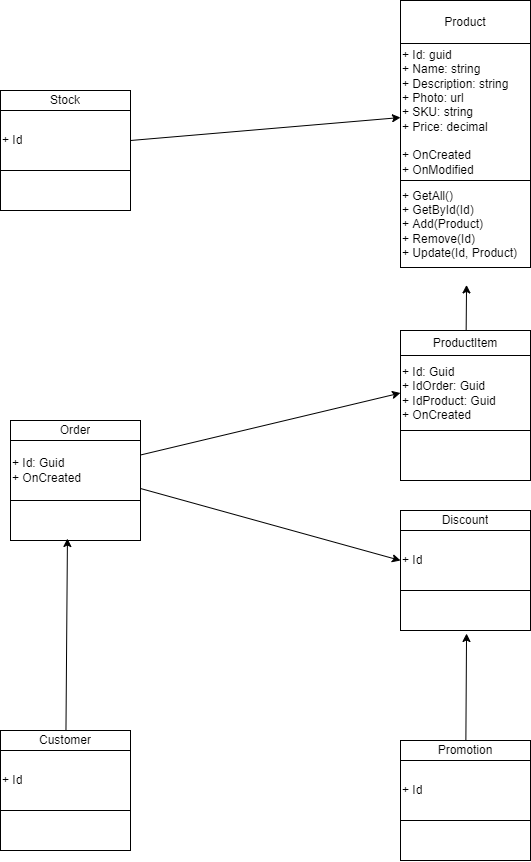 Product
+ Id: guid
+ Name: string
+ Description: string
+ Photo: url
+ SKU: string
+ Price: decimal
+ OnCreated
+ OnModified
+ GetAll()
+ GetById(Id)
+ Add(Product)
+ Remove(Id)
+ Update(Id, Product)
Stock
+ Id
ProductItem
+ Id: Guid
+ IdOrder: Guid
+ IdProduct: Guid
+ OnCreated
Order
+ Id: Guid
+ OnCreated
Discount
+ Id
Customer
+ Id
Promotion
+ Id